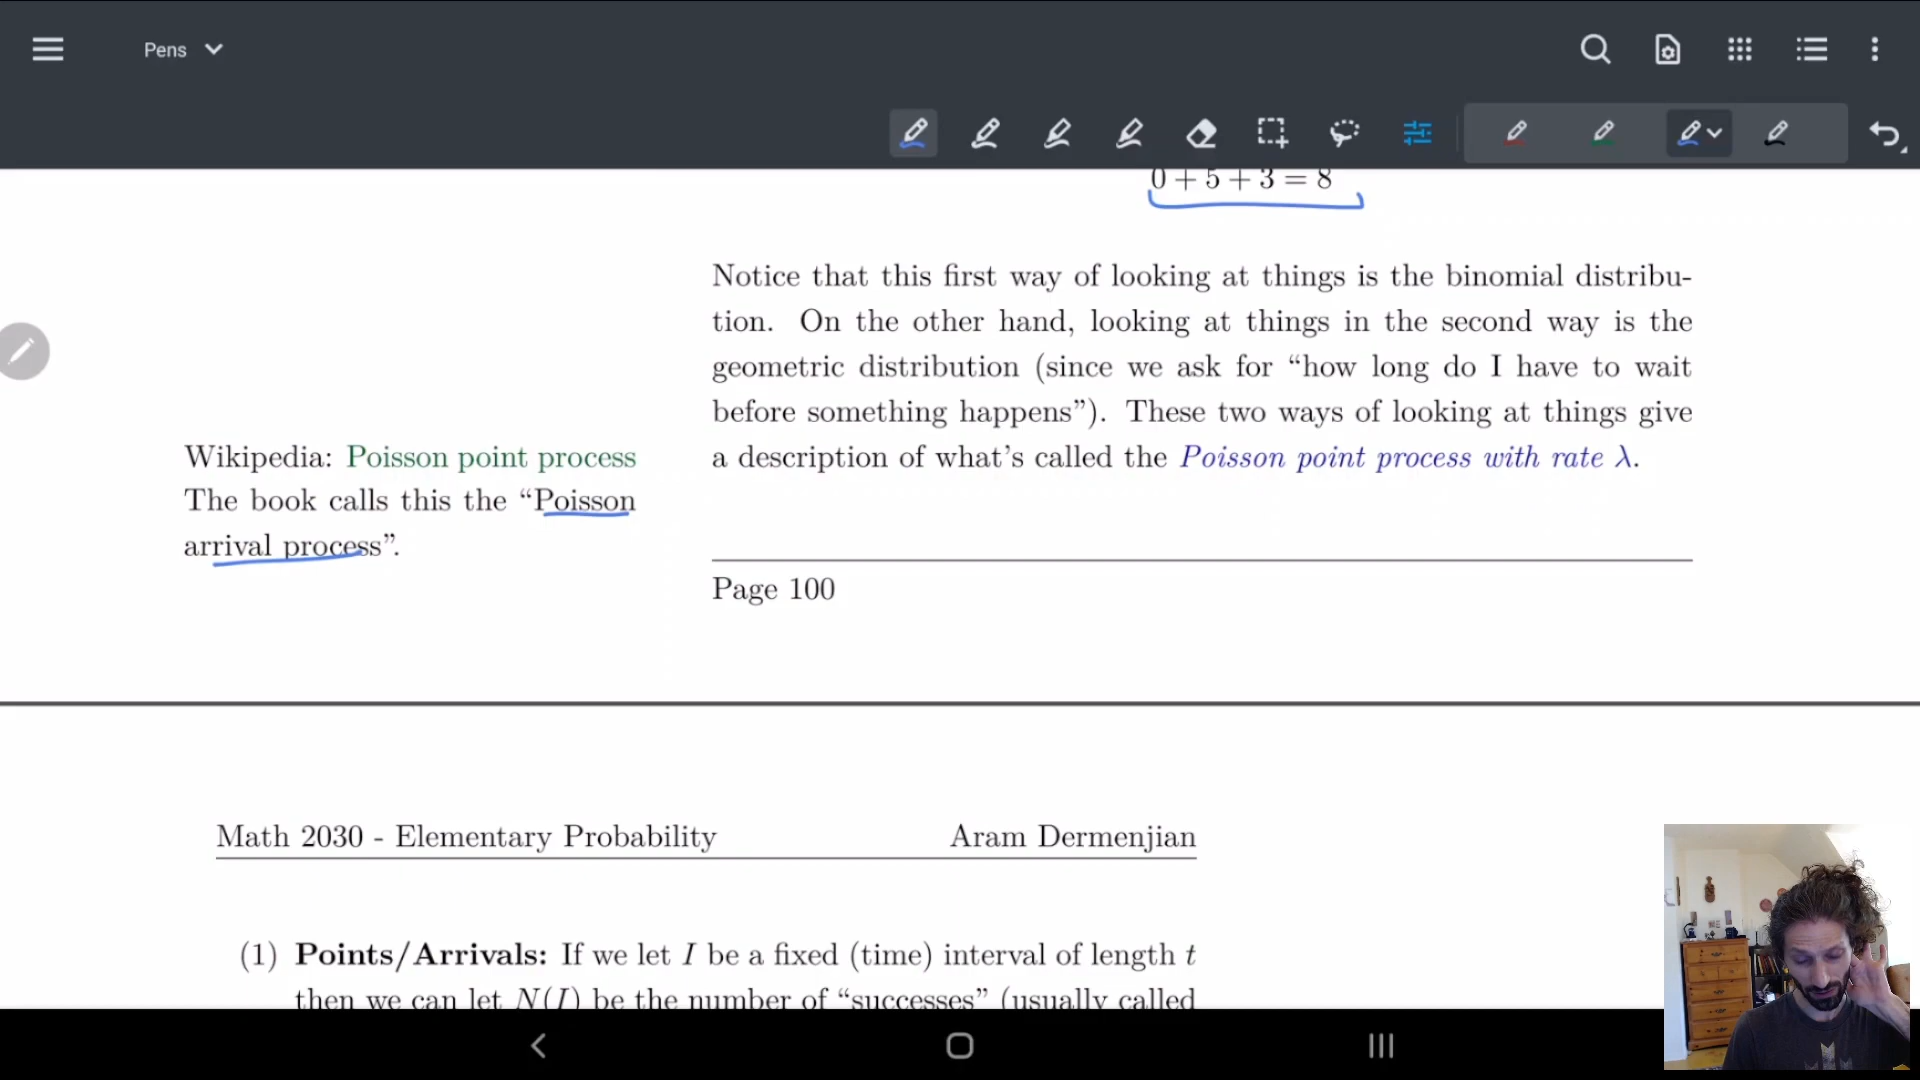 Pens
0 + 5 + 3 = 8
Notice that this first way of looking at things is the binomial distribu-
tion. On the other hand, looking at things in the second way is the
geometric distribution (since we ask for “how long do I have to wait
before something happens”). These two ways of looking at things give
a description of what’s called the Poisson point process with rate λ.
Wikipedia: Poisson point process
The book calls this the “Poisson
arrival process”.
Page 100
Math 2030 - Elementary Probability Aram Dermenjian
(1) Points/Arrivals: If we let I be a fixed (time) interval of length t
then we can let N(I) be the number of “successes” (usually called